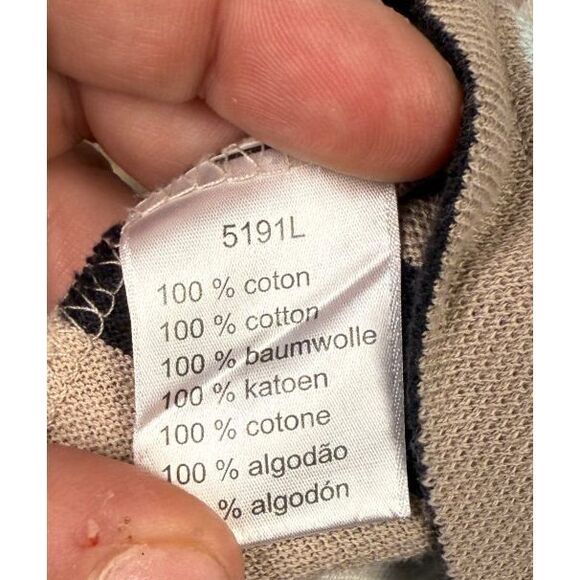 5191L
100 % coton
100 % cotton
100 % baumwolle
100 % katoen
100 % cotone
100 % algodão
% algodón